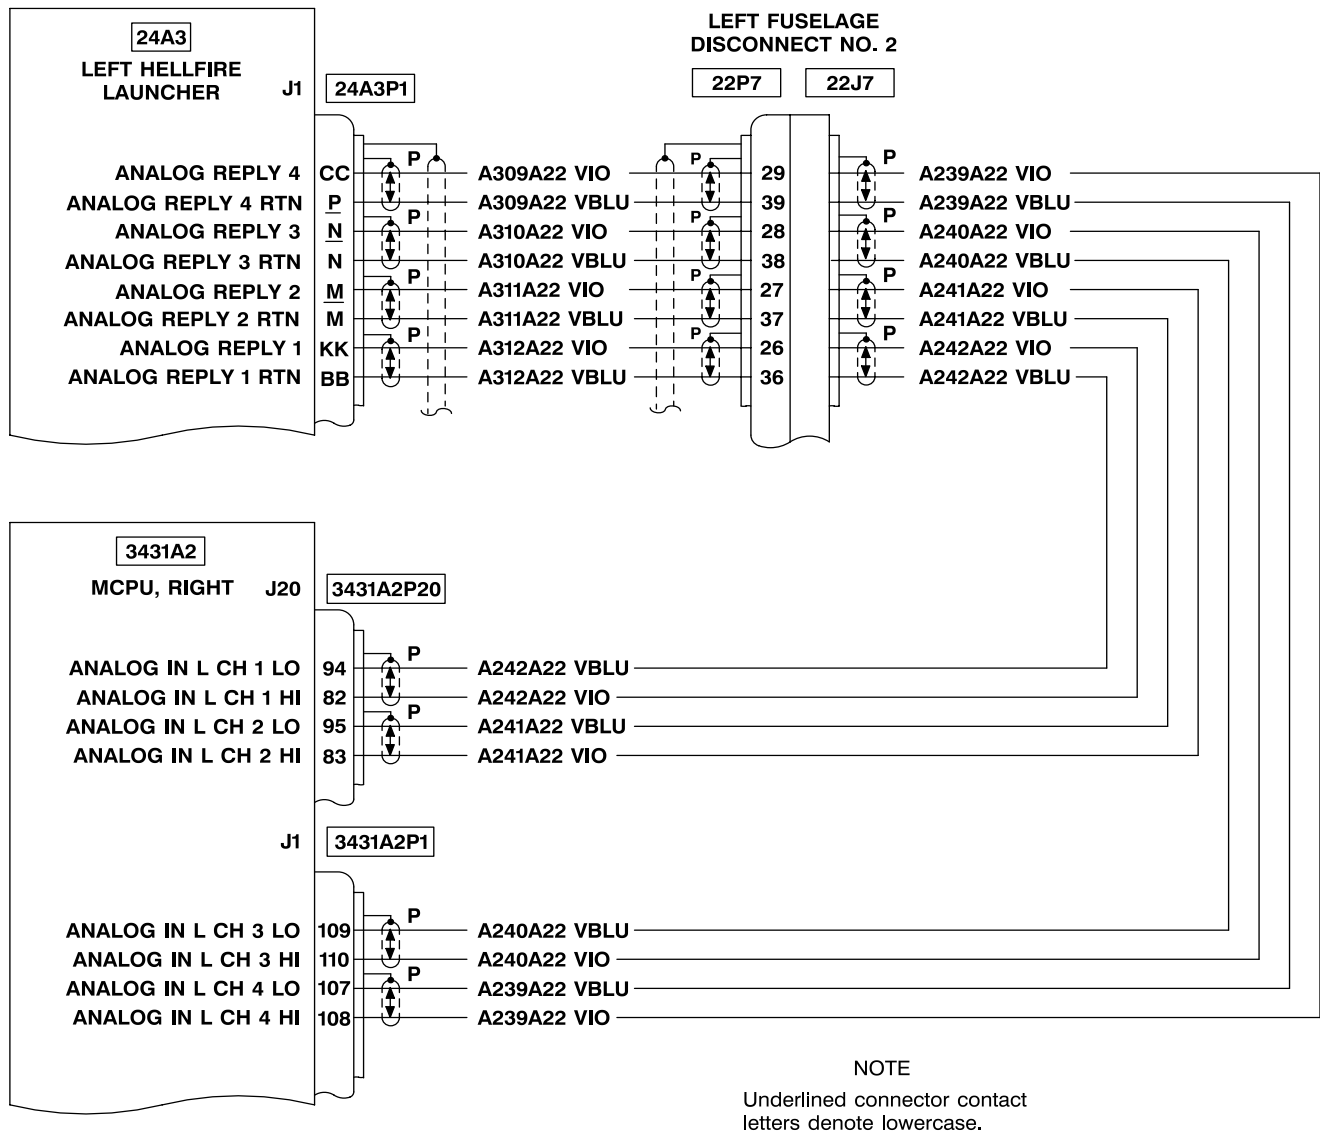 LEFT FUSELAGE
DISCONNECT NO. 2
24A3
LEFT HELLFIRE
LAUNCHER
J1
24A3P1
22P7
22J7
ANALOG REPLY 4 CC P A309A22 VIO P 29 P A239A22 VIO
ANALOG REPLY 4 RTN P A309A22 VBLU 39 A239A22 VBLU
ANALOG REPLY 3 N P A310A22 VIO P 28 P A240A22 VIO
ANALOG REPLY 3 RTN N A310A22 VBLU 38 A240A22 VBLU
ANALOG REPLY 2 M P A311A22 VIO P 27 P A241A22 VIO
ANALOG REPLY 2 RTN M A311A22 VBLU 37 A241A22 VBLU
ANALOG REPLY 1 KK P A312A22 VIO P 26 P A242A22 VIO
ANALOG REPLY 1 RTN BB A312A22 VBLU 36 A242A22 VBLU
3431A2
MCPU, RIGHT J20 3431A2P20
ANALOG IN L CH 1 LO 94 P A242A22 VBLU
ANALOG IN L CH 1 HI 82 A242A22 VIO
ANALOG IN L CH 2 LO 95 P A241A22 VBLU
ANALOG IN L CH 2 HI 83 A241A22 VIO
J1 3431A2P1
ANALOG IN L CH 3 LO 109 P A240A22 VBLU
ANALOG IN L CH 3 HI 110 A240A22 VIO
ANALOG IN L CH 4 LO 107 P A239A22 VBLU
ANALOG IN L CH 4 HI 108 A239A22 VIO
NOTE
Underlined connector contact
letters denote lowercase.